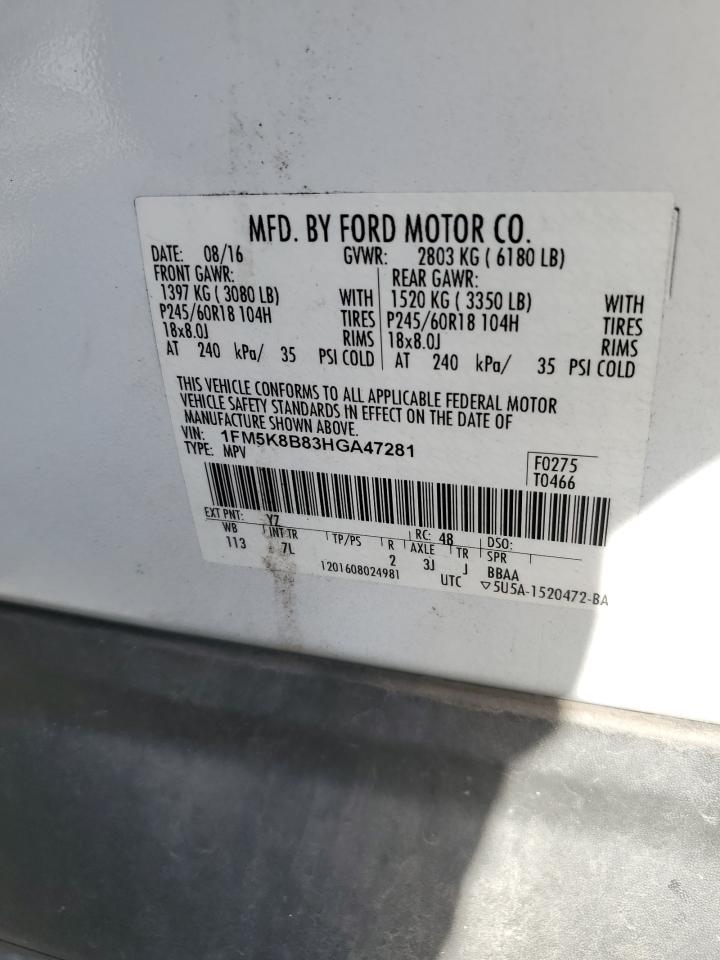 MFD. BY FORD MOTOR CO.
DATE: 08/16 GVWR: 2803 KG ( 6180 LB)
FRONT GAWR: REAR GAWR:
1397 KG ( 3080 LB) WITH 1520 KG ( 3350 LB) WITH
P245/60R18 104H TIRES P245/60R18 104H TIRES
18x8.0J RIMS 18x8.0J RIMS
AT 240 kPa/ 35 PSI COLD AT 240 kPa/ 35 PSI COLD
THIS VEHICLE CONFORMS TO ALL APPLICABLE FEDERAL MOTOR
VEHICLE SAFETY STANDARDS IN EFFECT ON THE DATE OF
MANUFACTURE SHOWN ABOVE.
VIN: 1FM5K8B83HGA47281
TYPE: MPV
F0275
T0466
EXT PNT: Y7 RC: 48 DSO:
WB INT TR TP/PS R AXLE TR SPR
113 7L 2 3J J BBAA
1201608024981 UTC ▽5U5A-1520472-BA